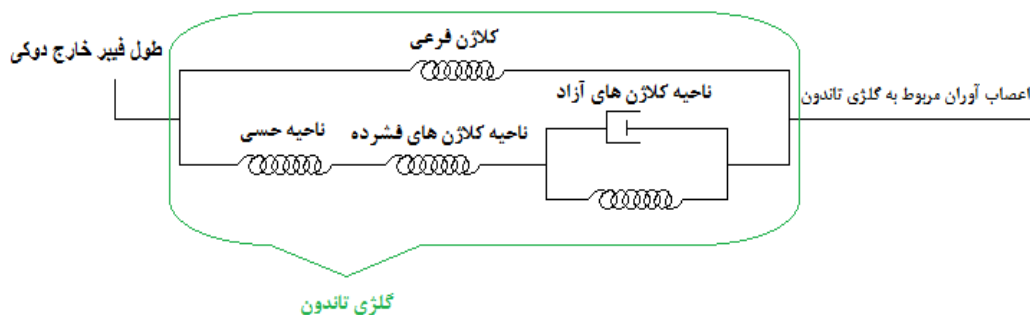 کلاژن فرعی
طول فیبر خارج دوکی
ناحیه کلاژن های آزاد
اعصاب آوران مربوط به گلژی تاندون
ناحیه کلاژن های فشرده
ناحیه حسی
گلژی تاندون